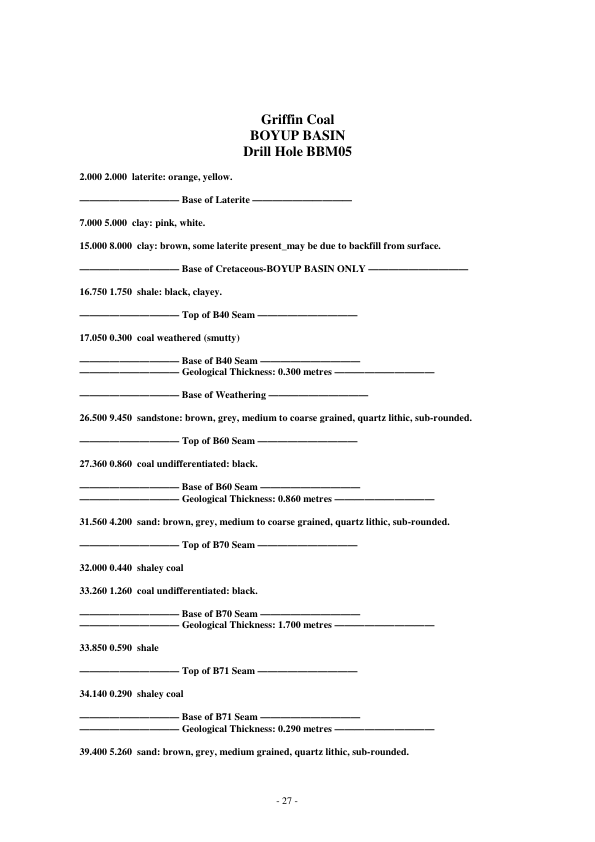 Griffin Coal
BOYUP BASIN
Drill Hole BBM05
2.000 2.000 laterite: orange, yellow.
———————————— Base of Laterite ————————————
7.000 5.000 clay: pink, white.
15.000 8.000 clay: brown, some laterite present_may be due to backfill from surface.
———————————— Base of Cretaceous-BOYUP BASIN ONLY ————————————
16.750 1.750 shale: black, clayey.
———————————— Top of B40 Seam ————————————
17.050 0.300 coal weathered (smutty)
———————————— Base of B40 Seam ————————————
———————————— Geological Thickness: 0.300 metres ————————————
———————————— Base of Weathering ————————————
26.500 9.450 sandstone: brown, grey, medium to coarse grained, quartz lithic, sub-rounded.
———————————— Top of B60 Seam ————————————
27.360 0.860 coal undifferentiated: black.
———————————— Base of B60 Seam ————————————
———————————— Geological Thickness: 0.860 metres ————————————
31.560 4.200 sand: brown, grey, medium to coarse grained, quartz lithic, sub-rounded.
———————————— Top of B70 Seam ————————————
32.000 0.440 shaley coal
33.260 1.260 coal undifferentiated: black.
———————————— Base of B70 Seam ————————————
———————————— Geological Thickness: 1.700 metres ————————————
33.850 0.590 shale
———————————— Top of B71 Seam ————————————
34.140 0.290 shaley coal
———————————— Base of B71 Seam ————————————
———————————— Geological Thickness: 0.290 metres ————————————
39.400 5.260 sand: brown, grey, medium grained, quartz lithic, sub-rounded.
- 27 -